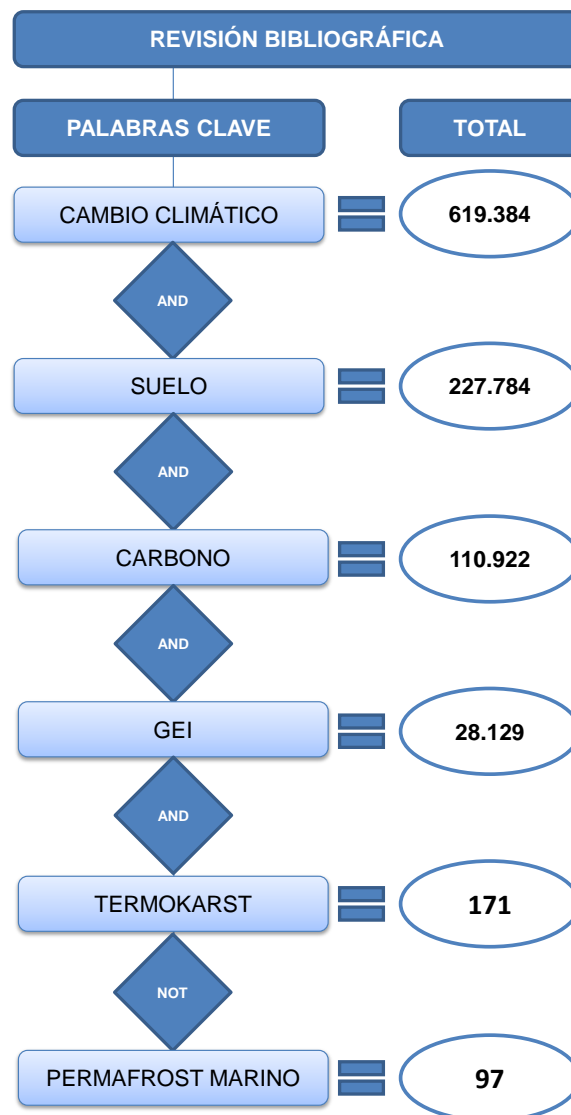 REVISIÓN BIBLIOGRÁFICA
PALABRAS CLAVE
TOTAL
CAMBIO CLIMÁTICO
619.384
AND
SUELO
227.784
AND
CARBONO
110.922
AND
GEI
28.129
AND
TERMOKARST
171
NOT
PERMAFROST MARINO
97